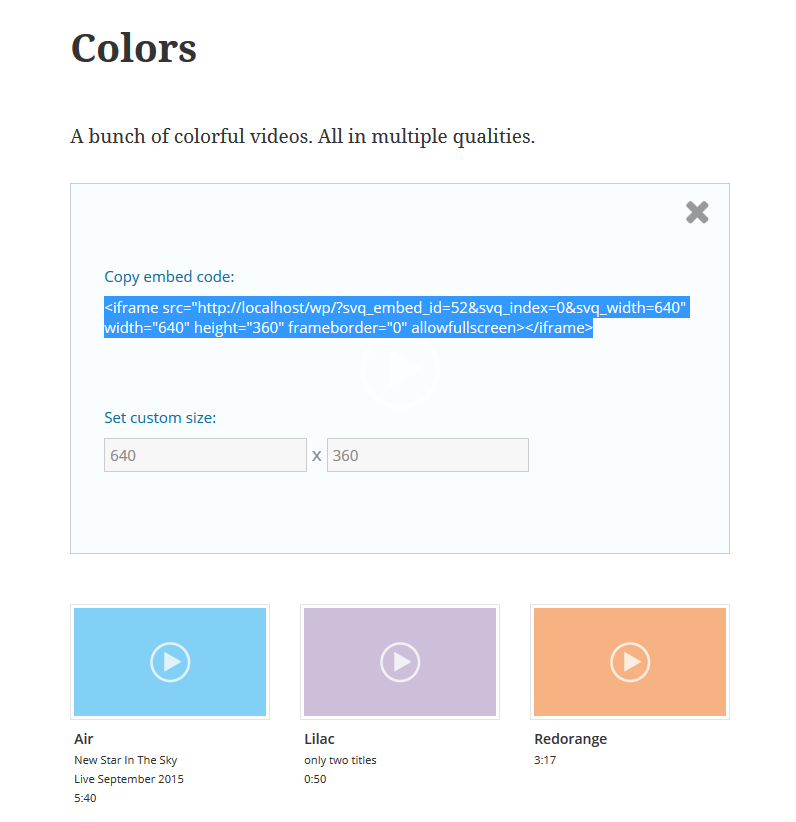 Colors
A bunch of colorful videos. All in multiple qualities.
Copy embed code:
<iframe src="http://localhost/wp/?svq_embed_id=52&svq_index=0&svq_width=640"
width="640" height="360" frameborder="0" allowfullscreen></iframe>
Set custom size:
640 x 360
Air
New Star In The Sky
Live September 2015
5:40
Lilac
only two titles
0:50
Redorange
3:17